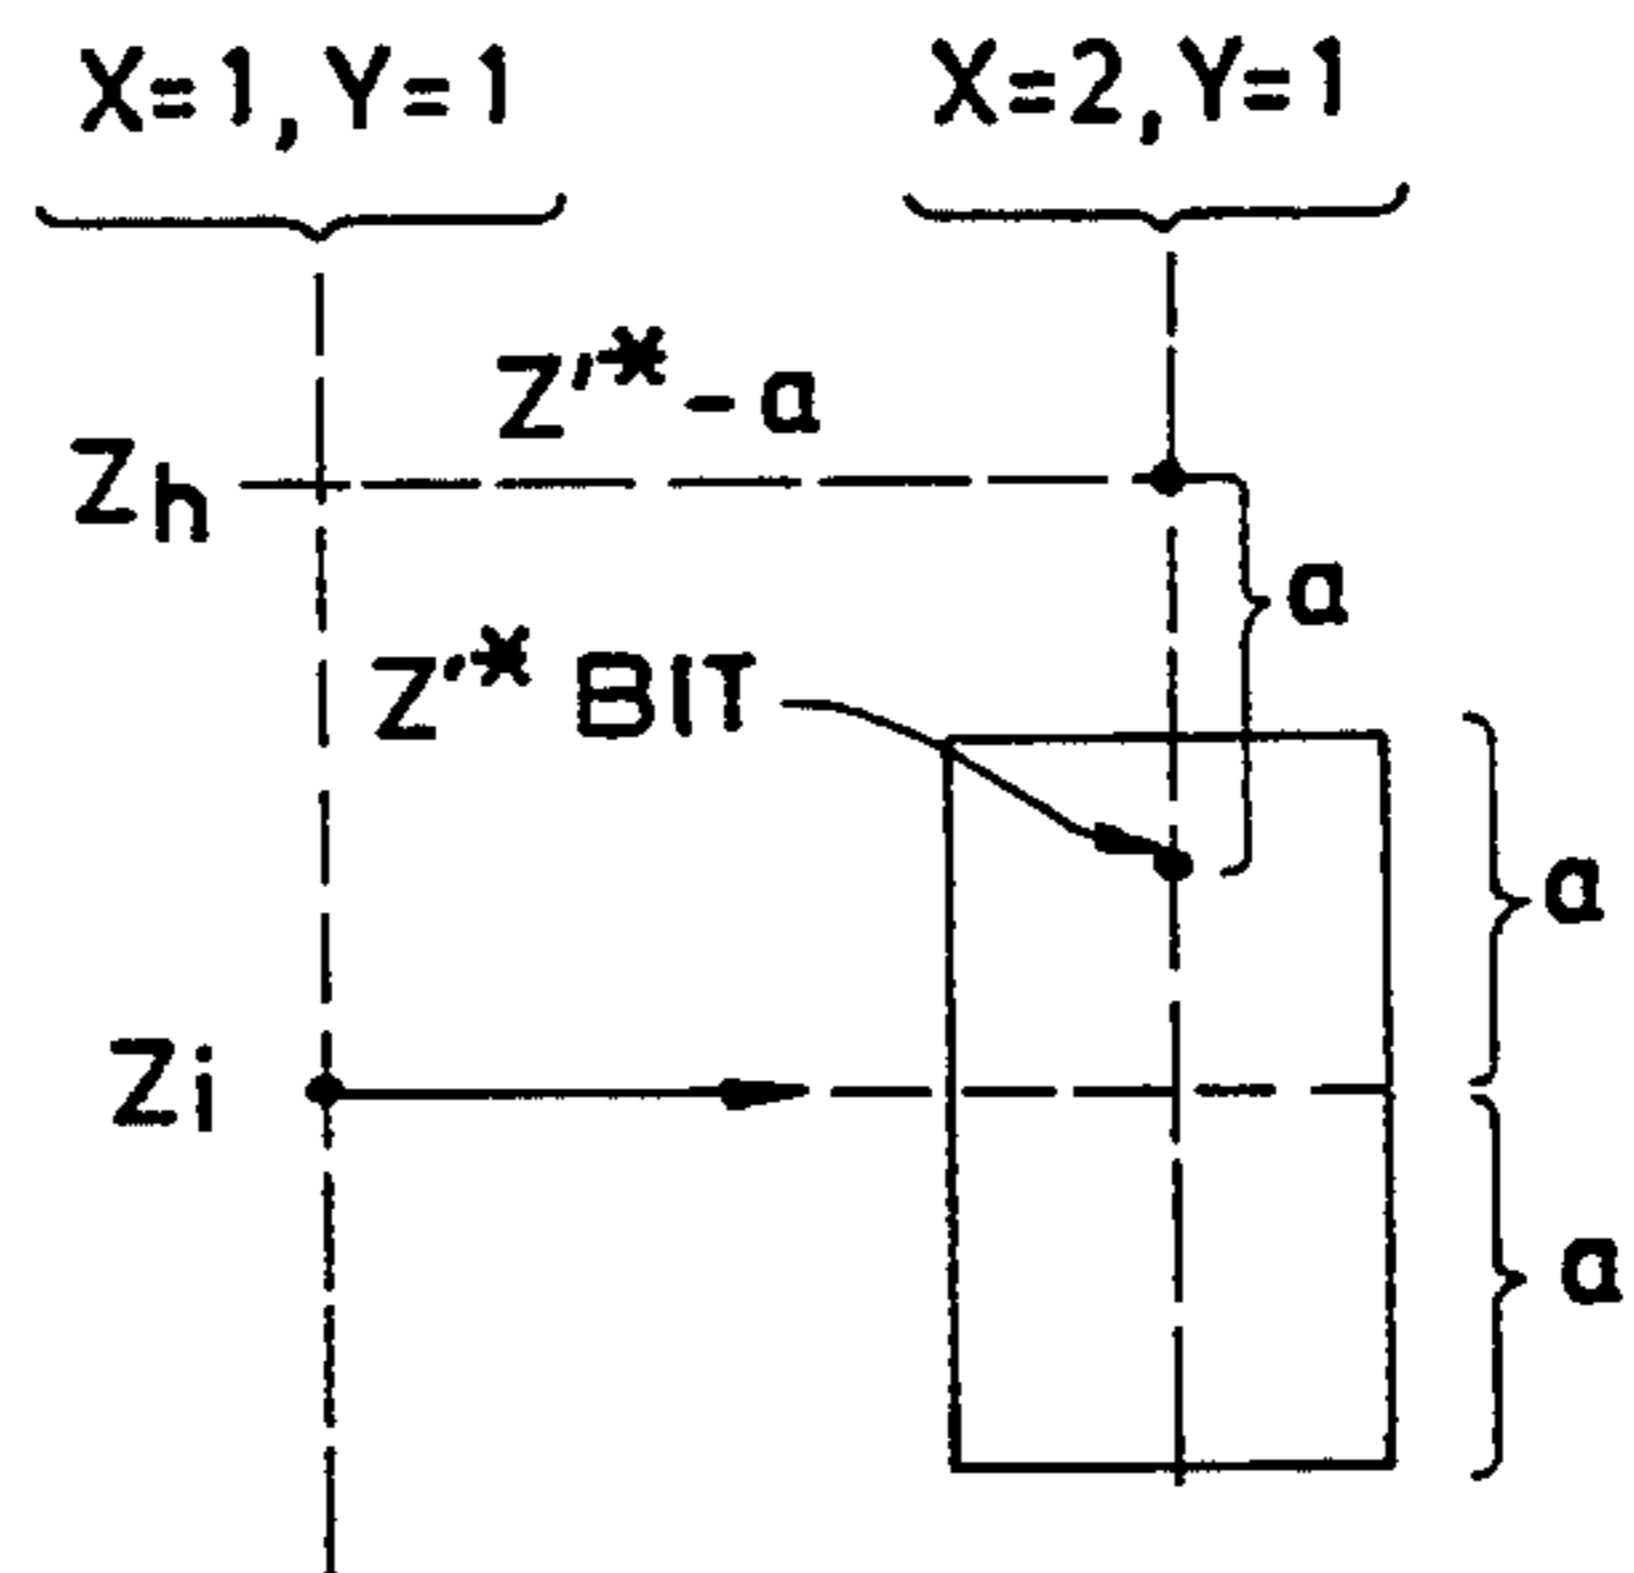 X=1, Y=1
X=2, Y=1
Z'*-a
Zh
a
Z'* BIT
a
Zi
a